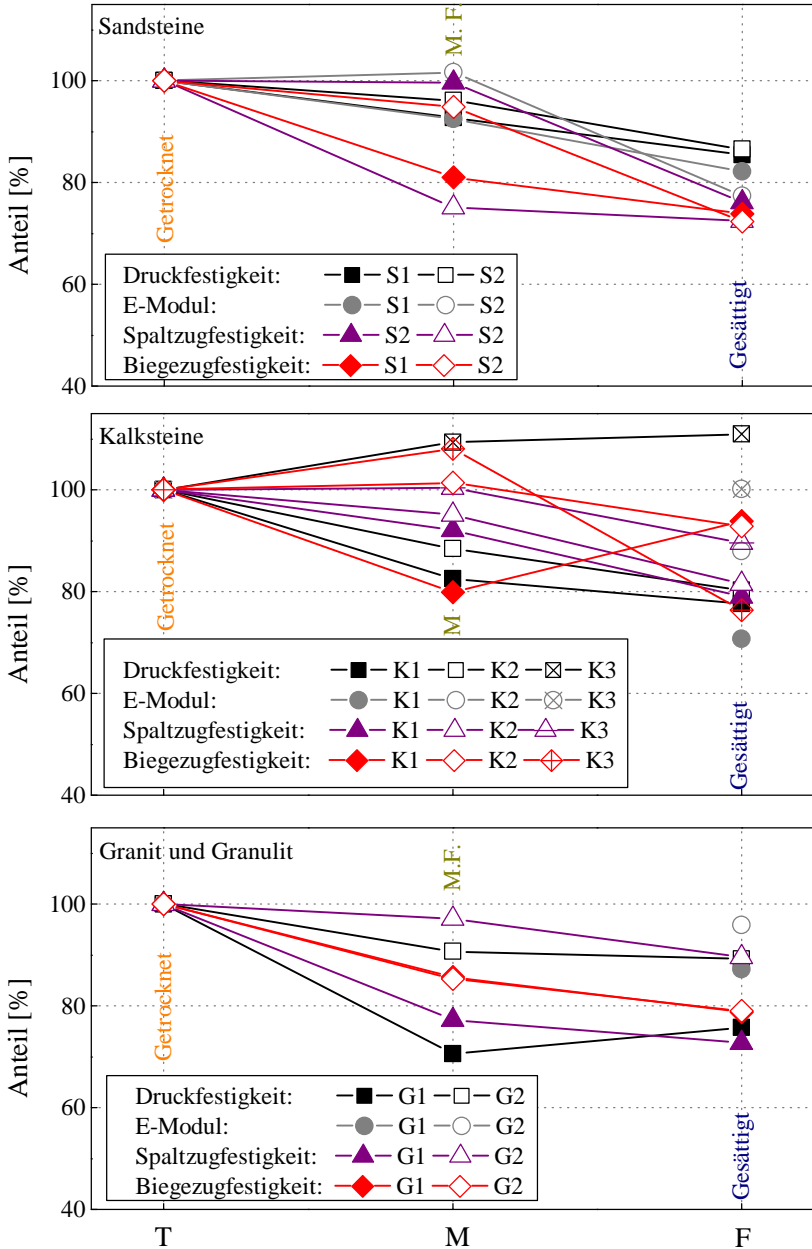 Sandsteine
M. F.
100
80
60
40
Anteil [%]
Getrocknet
Gesättigt
Druckfestigkeit: S1 S2
E-Modul: S1 S2
Spaltzugfestigkeit: S2 S2
Biegezugfestigkeit: S1 S2
Kalksteine
100
80
60
40
Anteil [%]
Getrocknet
M
Gesättigt
Druckfestigkeit: K1 K2 K3
E-Modul: K1 K2 K3
Spaltzugfestigkeit: K1 K2 K3
Biegezugfestigkeit: K1 K2 K3
Granit und Granulit
M.F.
100
80
60
40
Anteil [%]
Getrocknet
Gesättigt
Druckfestigkeit: G1 G2
E-Modul: G1 G2
Spaltzugfestigkeit: G1 G2
Biegezugfestigkeit: G1 G2
T M F